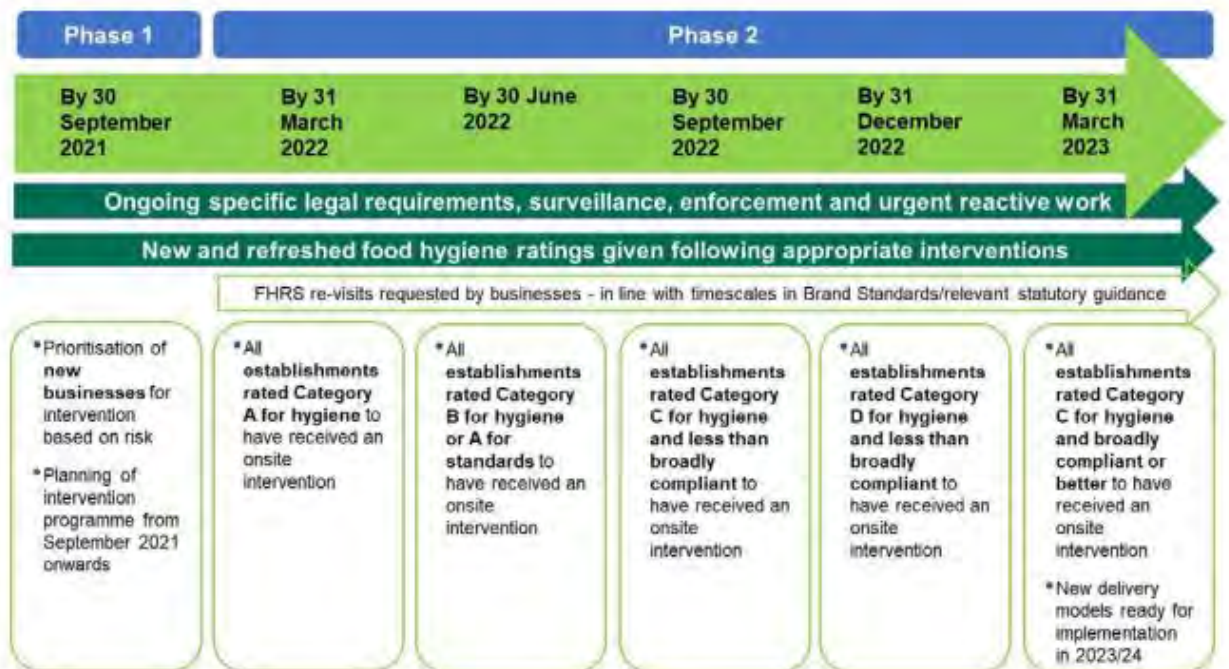 Phase 1
Phase 2
By 30
September
2021
By 31
March
2022
By 30 June
2022
By 30
September
2022
By 31
December
2022
By 31
March
2023
Ongoing specific legal requirements, surveillance, enforcement and urgent reactive work
New and refreshed food hygiene ratings given following appropriate interventions
FHRS re-visits requested by businesses - in line with timescales in Brand Standards/relevant statutory guidance
*Prioritisation of
new
businesses for
intervention
based on risk
*Planning of
intervention
programme from
September 2021
onwards
*All
establishments
rated Category
A for hygiene to
have received an
onsite
intervention
*All
establishments
rated Category
B for hygiene
or A for
standards to
have received an
onsite
intervention
*All
establishments
rated Category
C for hygiene
and less than
broadly
compliant to
have received an
onsite
intervention
*All
establishments
rated Category
D for hygiene
and less than
broadly
compliant to
have received an
onsite
intervention
*All
establishments
rated Category
C for hygiene
and broadly
compliant or
better to have
received an
onsite
intervention
*New delivery
models ready for
implementation
in 2023/24